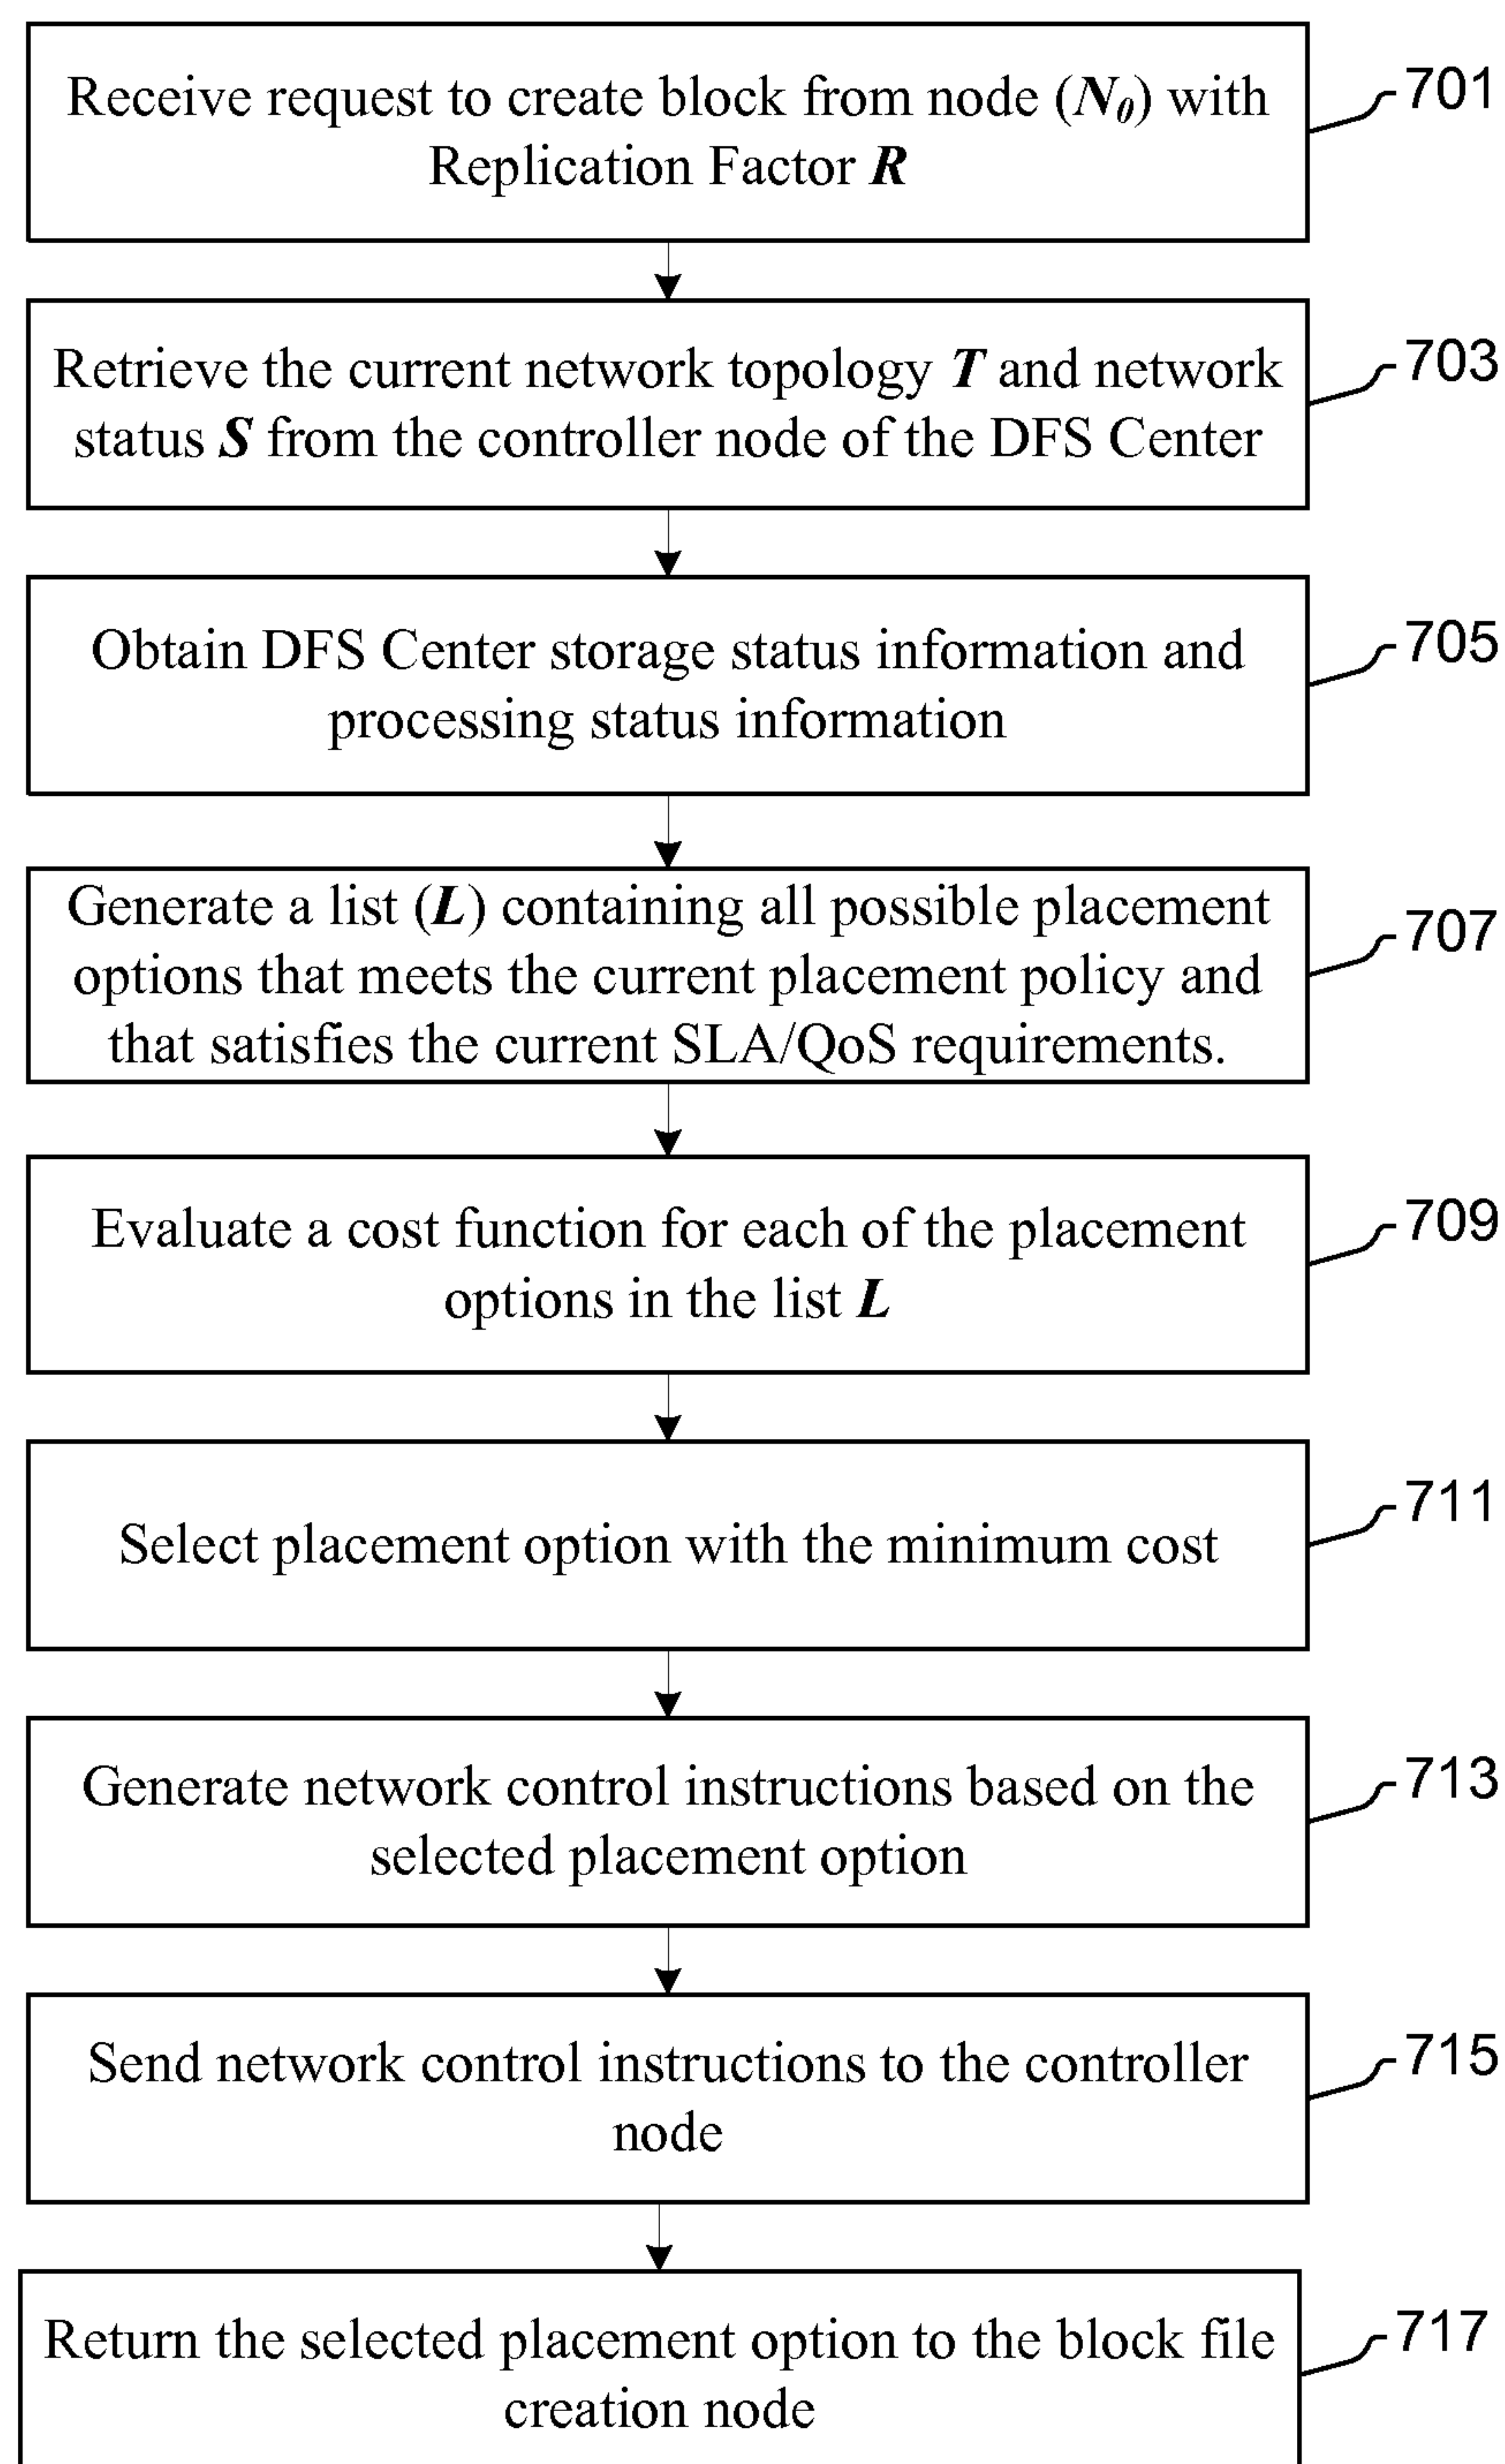 Receive request to create block from node (N0) with
Replication Factor R
701
Retrieve the current network topology T and network
status S from the controller node of the DFS Center
703
Obtain DFS Center storage status information and
processing status information
705
Generate a list (L) containing all possible placement
options that meets the current placement policy and
that satisfies the current SLA/QoS requirements.
707
Evaluate a cost function for each of the placement
options in the list L
709
Select placement option with the minimum cost
711
Generate network control instructions based on the
selected placement option
713
Send network control instructions to the controller
node
715
Return the selected placement option to the block file
creation node
717